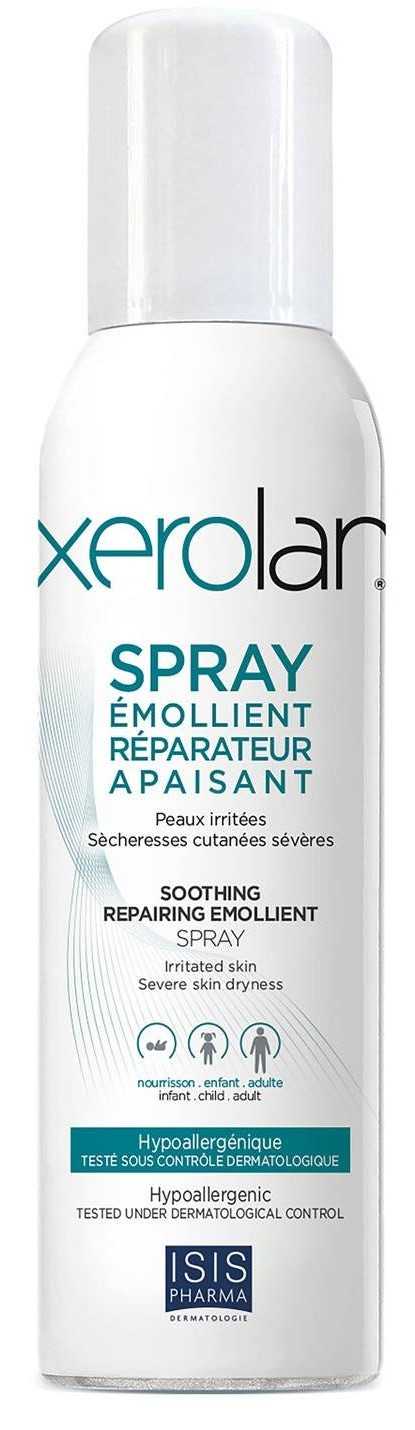 xerolan®
SPRAY
ÉMOLLIENT
RÉPARATEUR
APAISANT
Peaux irritées
Sècheresses cutanées sévères
SOOTHING
REPAIRING EMOLLIENT
SPRAY
Irritated skin
Severe skin dryness
nourrisson . enfant . adulte
infant . child . adult
Hypoallergénique
TESTÉ SOUS CONTRÔLE DERMATOLOGIQUE
Hypoallergenic
TESTED UNDER DERMATOLOGICAL CONTROL
ISIS
PHARMA
DERMATOLOGIE